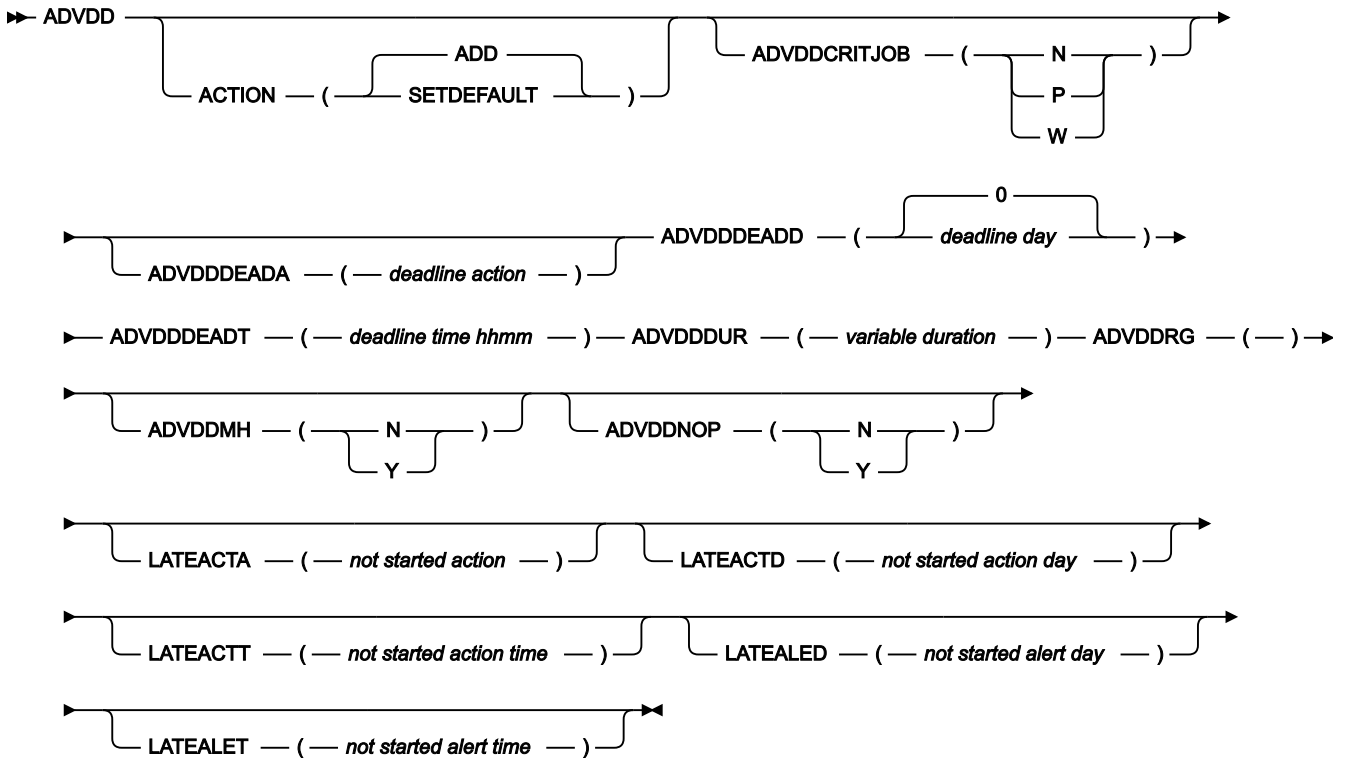 ADVDD
ADD
ACTION ( SETDEFAULT )
ADVDDCRITJOB ( N )
P
W
ADVDDDEADA ( deadline action )
0
ADVDDDEADD ( deadline day )
ADVDDDEADT ( deadline time hhmm ) ADVDDDUR ( variable duration ) ADVDDRG ( )
ADVDDMH ( N )
Y
ADVDDNOP ( N )
Y
LATEACTA ( not started action ) LATEACTD ( not started action day )
LATEACTT ( not started action time ) LATEALED ( not started alert day )
LATEALET ( not started alert time )